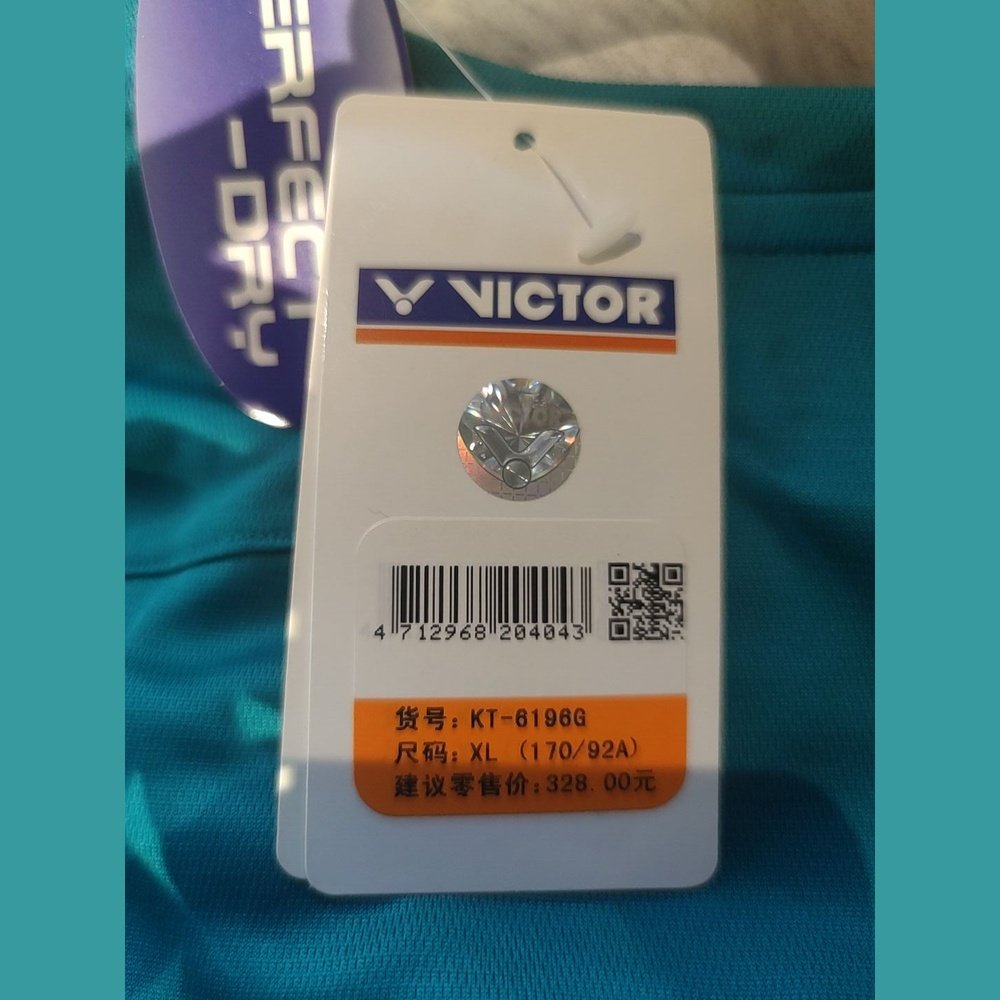 ERFECT
-DRY
VICTOR
4 712968 204043
货号: KT-6196G
尺码: XL (170/92A)
建议零售价:328.00元